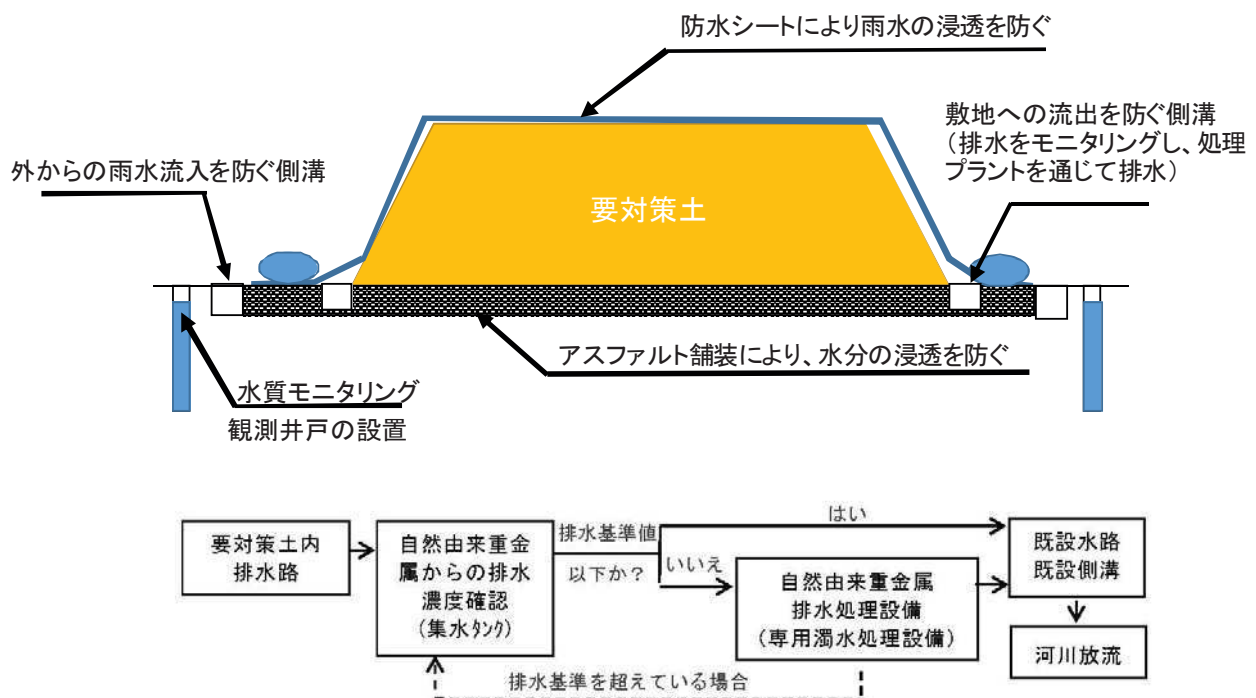 防水シートにより雨水の浸透を防ぐ
敷地への流出を防ぐ側溝
（排水をモニタリングし、処理
プラントを通じて排水）
外からの雨水流入を防ぐ側溝
要対策土
アスファルト舗装により、水分の浸透を防ぐ
水質モニタリング
観測井戸の設置
要対策土内
排水路
自然由来重金
属からの排水
濃度確認
(集水ﾀﾝｸ)
排水基準値
以下か？
はい
いいえ
自然由来重金属
排水処理設備
(専用濁水処理設備)
既設水路
既設側溝
河川放流
排水基準を超えている場合